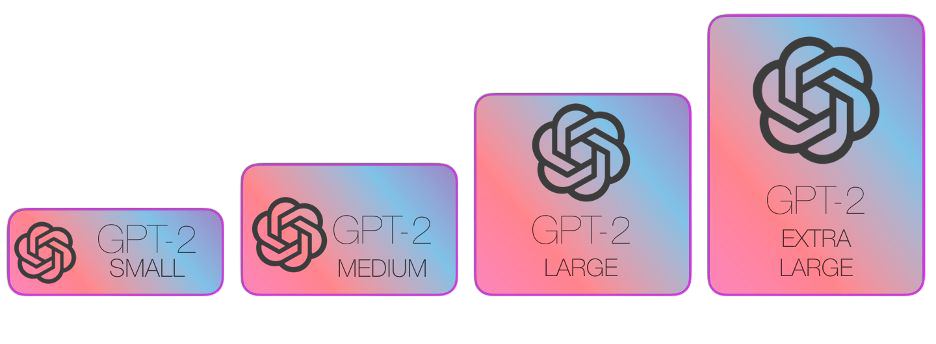 GPT-2
SMALL
GPT-2
MEDIUM
GPT-2
LARGE
GPT-2
EXTRA
LARGE